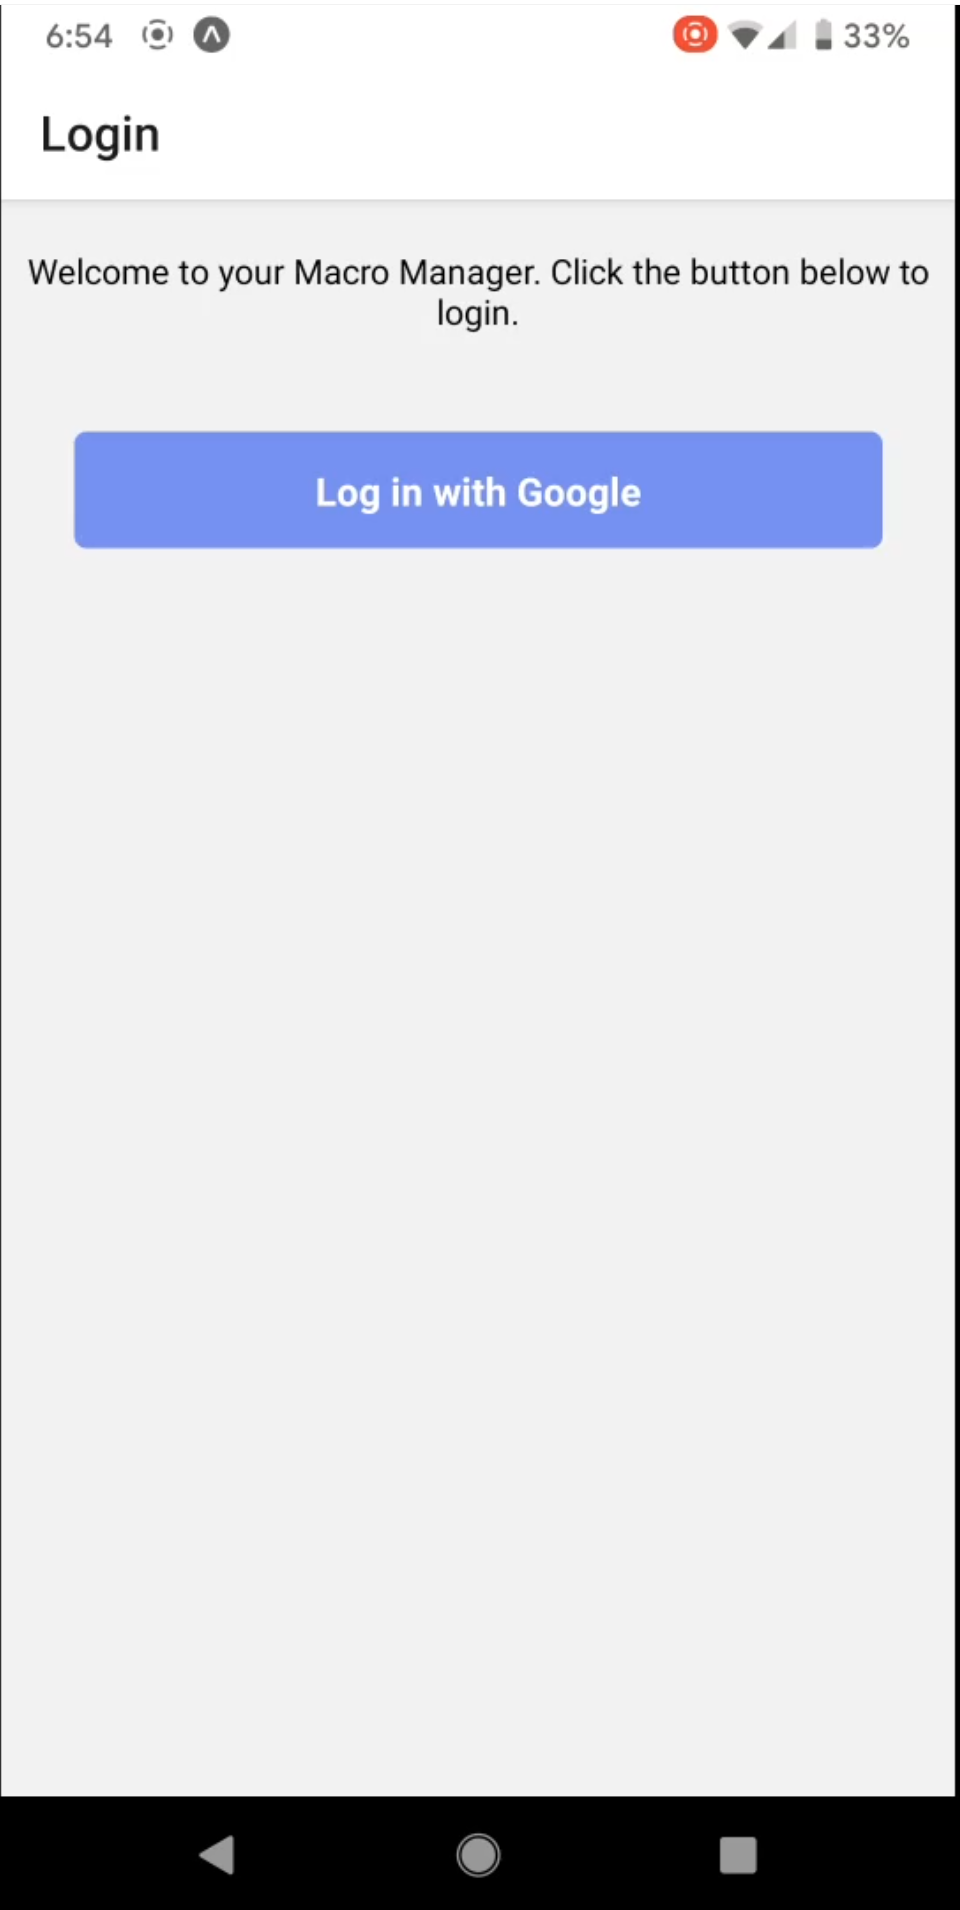 6:54
33%
Login
Welcome to your Macro Manager. Click the button below to
login.
Log in with Google